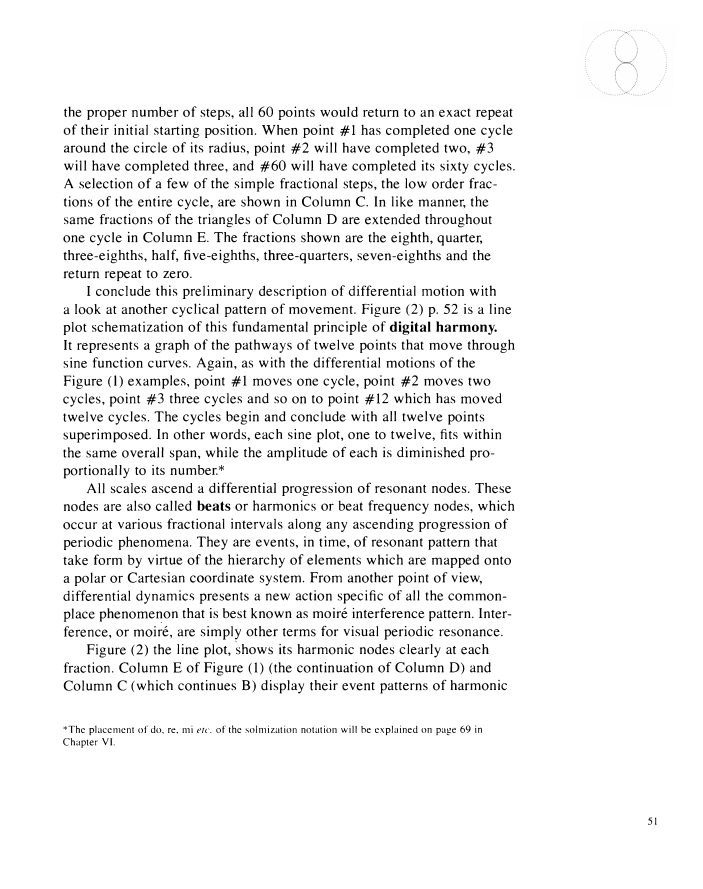 the proper number of steps, all 60 points would return to an exact repeat
of their initial starting position. When point #1 has completed one cycle
around the circle of its radius, point #2 will have completed two, #3
will have completed three, and #60 will have completed its sixty cycles.
A selection of a few of the simple fractional steps, the low order frac-
tions of the entire cycle, are shown in Column C. In like manner, the
same fractions of the triangles of Column D are extended throughout
one cycle in Column E. The fractions shown are the eighth, quarter,
three-eighths, half, five-eighths, three-quarters, seven-eighths and the
return repeat to zero.
I conclude this preliminary description of differential motion with
a look at another cyclical pattern of movement. Figure (2) p. 52 is a line
plot schematization of this fundamental principle of digital harmony.
It represents a graph of the pathways of twelve points that move through
sine function curves. Again, as with the differential motions of the
Figure (1) examples, point #1 moves one cycle, point #2 moves two
cycles, point #3 three cycles and so on to point #12 which has moved
twelve cycles. The cycles begin and conclude with all twelve points
superimposed. In other words, each sine plot, one to twelve, fits within
the same overall span, while the amplitude of each is diminished pro-
portionally to its number.*
All scales ascend a differential progression of resonant nodes. These
nodes are also called beats or harmonics or beat frequency nodes, which
occur at various fractional intervals along any ascending progression of
periodic phenomena. They are events, in time, of resonant pattern that
take form by virtue of the hierarchy of elements which are mapped onto
a polar or Cartesian coordinate system. From another point of view,
differential dynamics presents a new action specific of all the common-
place phenomenon that is best known as moiré interference pattern. Inter-
ference, or moiré, are simply other terms for visual periodic resonance.
Figure (2) the line plot, shows its harmonic nodes clearly at each
fraction. Column E of Figure (1) (the continuation of Column D) and
Column C (which continues B) display their event patterns of harmonic
*The placement of do, re, mi etc. of the solmization notation will be explained on page 69 in
Chapter VI.
51